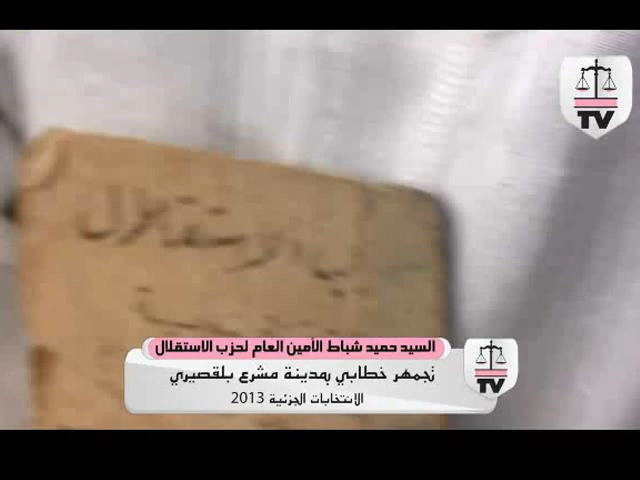 TV
الاستقلال
السيد حميد شباط الأمين العام لحزب الاستقلال
تجمهر خطابي بمدينة مشرع بلقصيري
الانتخابات الجزئية 2013
TV